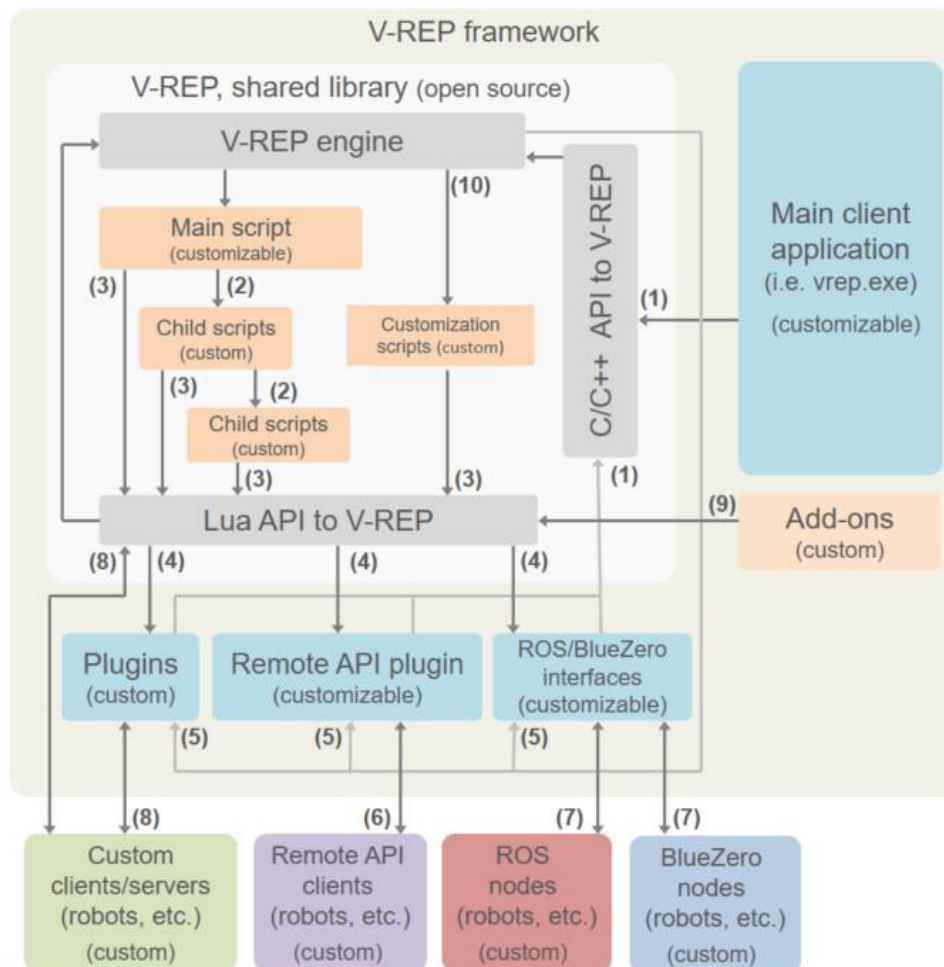 V-REP framework
V-REP, shared library (open source)
V-REP engine
(10)
Main script
(customizable)
(3)
(2)
Child scripts
(custom)
(3)
(2)
Child scripts
(custom)
(3)
Customization
scripts (custom)
(3)
C/C++ API to V-REP
(1)
(1)
Main client
application
(i.e. vrep.exe)
(customizable)
Lua API to V-REP
(9)
Add-ons
(custom)
(8)
(4)
(4)
(4)
Plugins
(custom)
Remote API plugin
(customizable)
ROS/BlueZero
interfaces
(customizable)
(5)
(5)
(5)
(8)
(6)
(7)
(7)
Custom
clients/servers
(robots, etc.)
(custom)
Remote API
clients
(robots, etc.)
(custom)
ROS
nodes
(robots, etc.)
(custom)
BlueZero
nodes
(robots, etc.)
(custom)